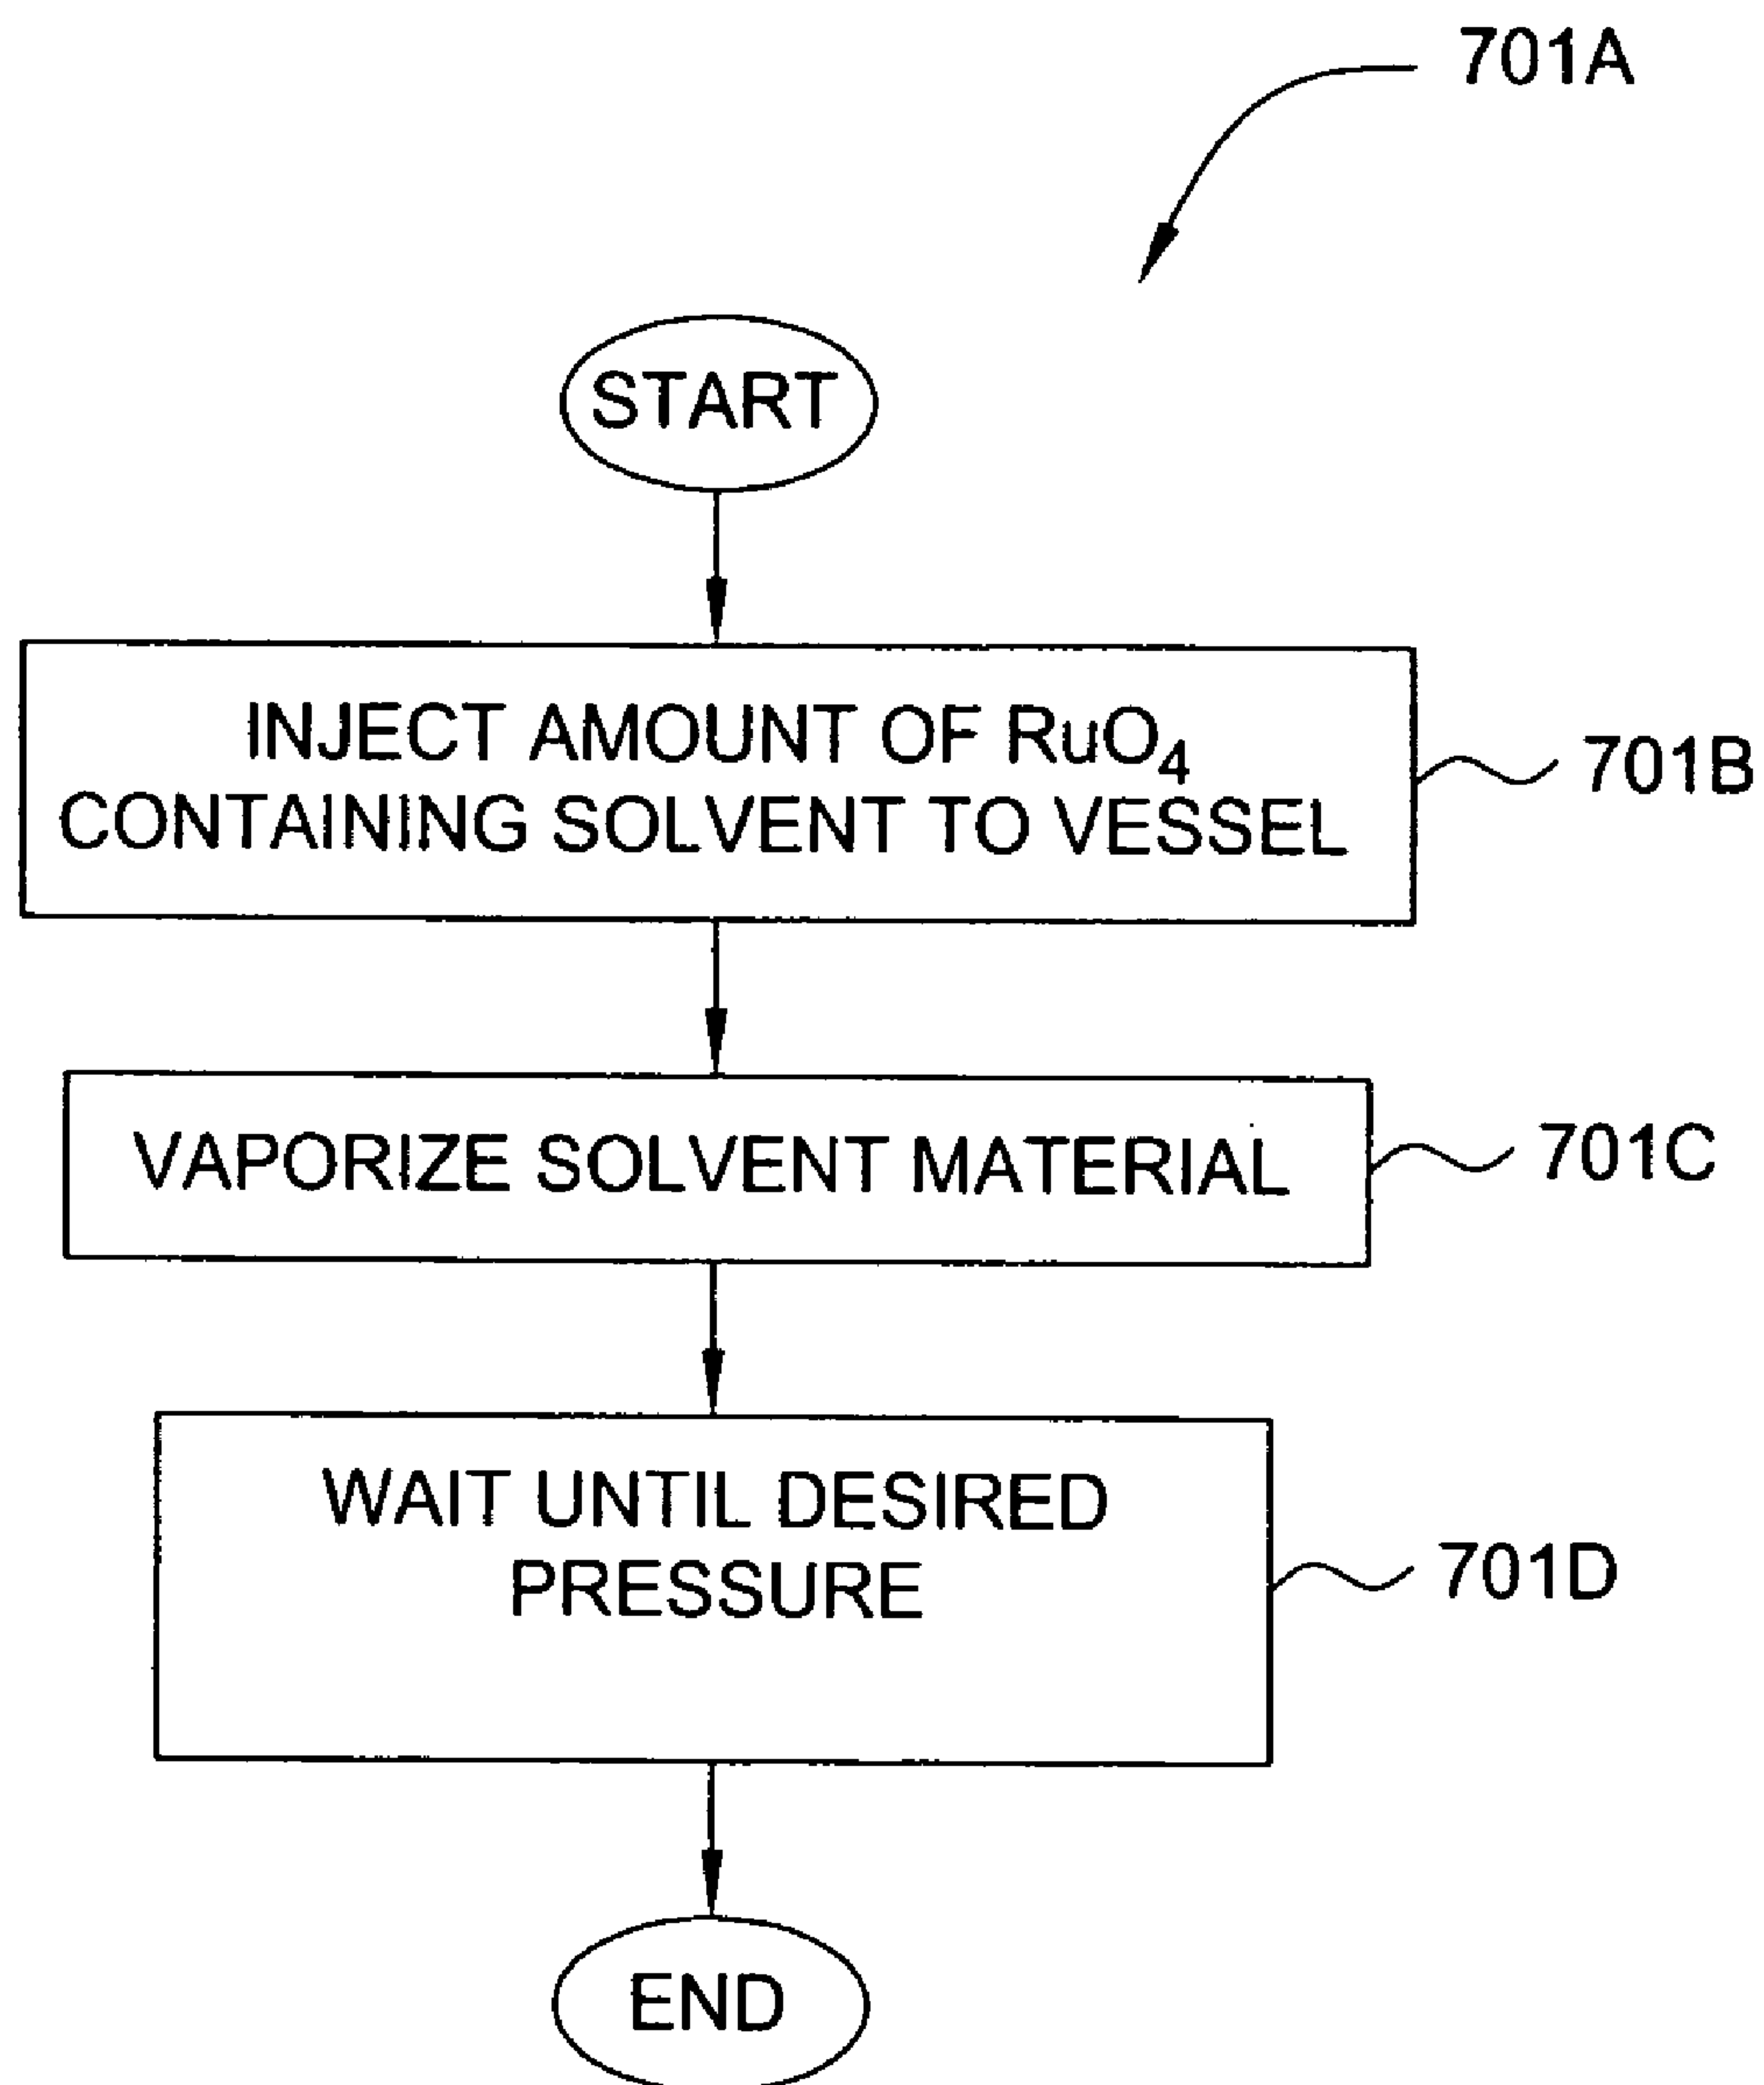 701A
START
INJECT AMOUNT OF RuO₄
CONTAINING SOLVENT TO VESSEL
701B
VAPORIZE SOLVENT MATERIAL
701C
WAIT UNTIL DESIRED
PRESSURE
701D
END